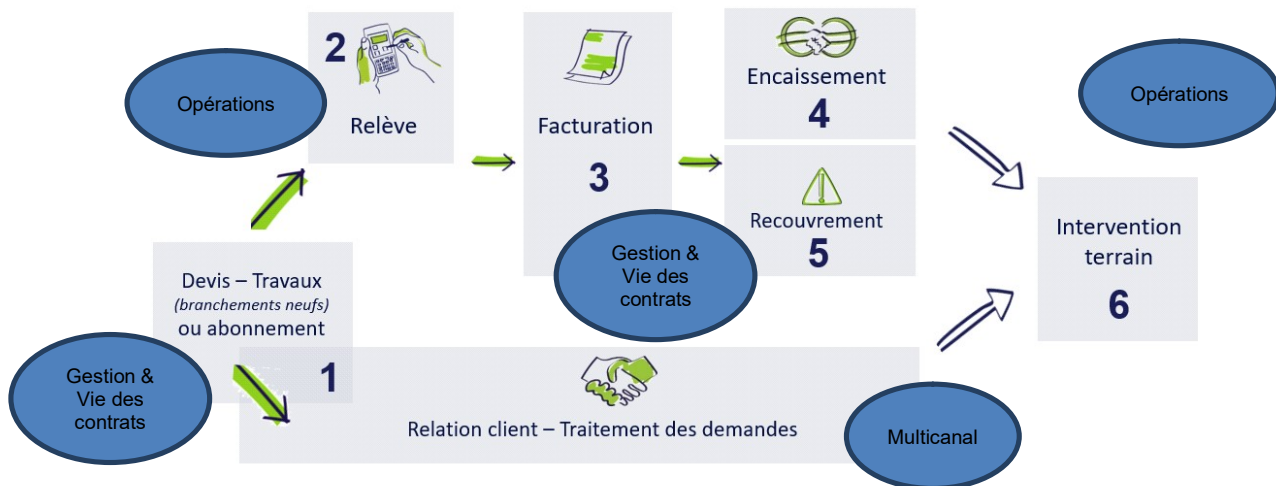 2
Relève
Opérations
Facturation
3
Encaissement
4
Recouvrement
5
Opérations
Intervention
terrain
6
Gestion &
Vie des
contrats
Devis – Travaux
(branchements neufs)
ou abonnement
1
Gestion &
Vie des
contrats
Relation client – Traitement des demandes
Multicanal